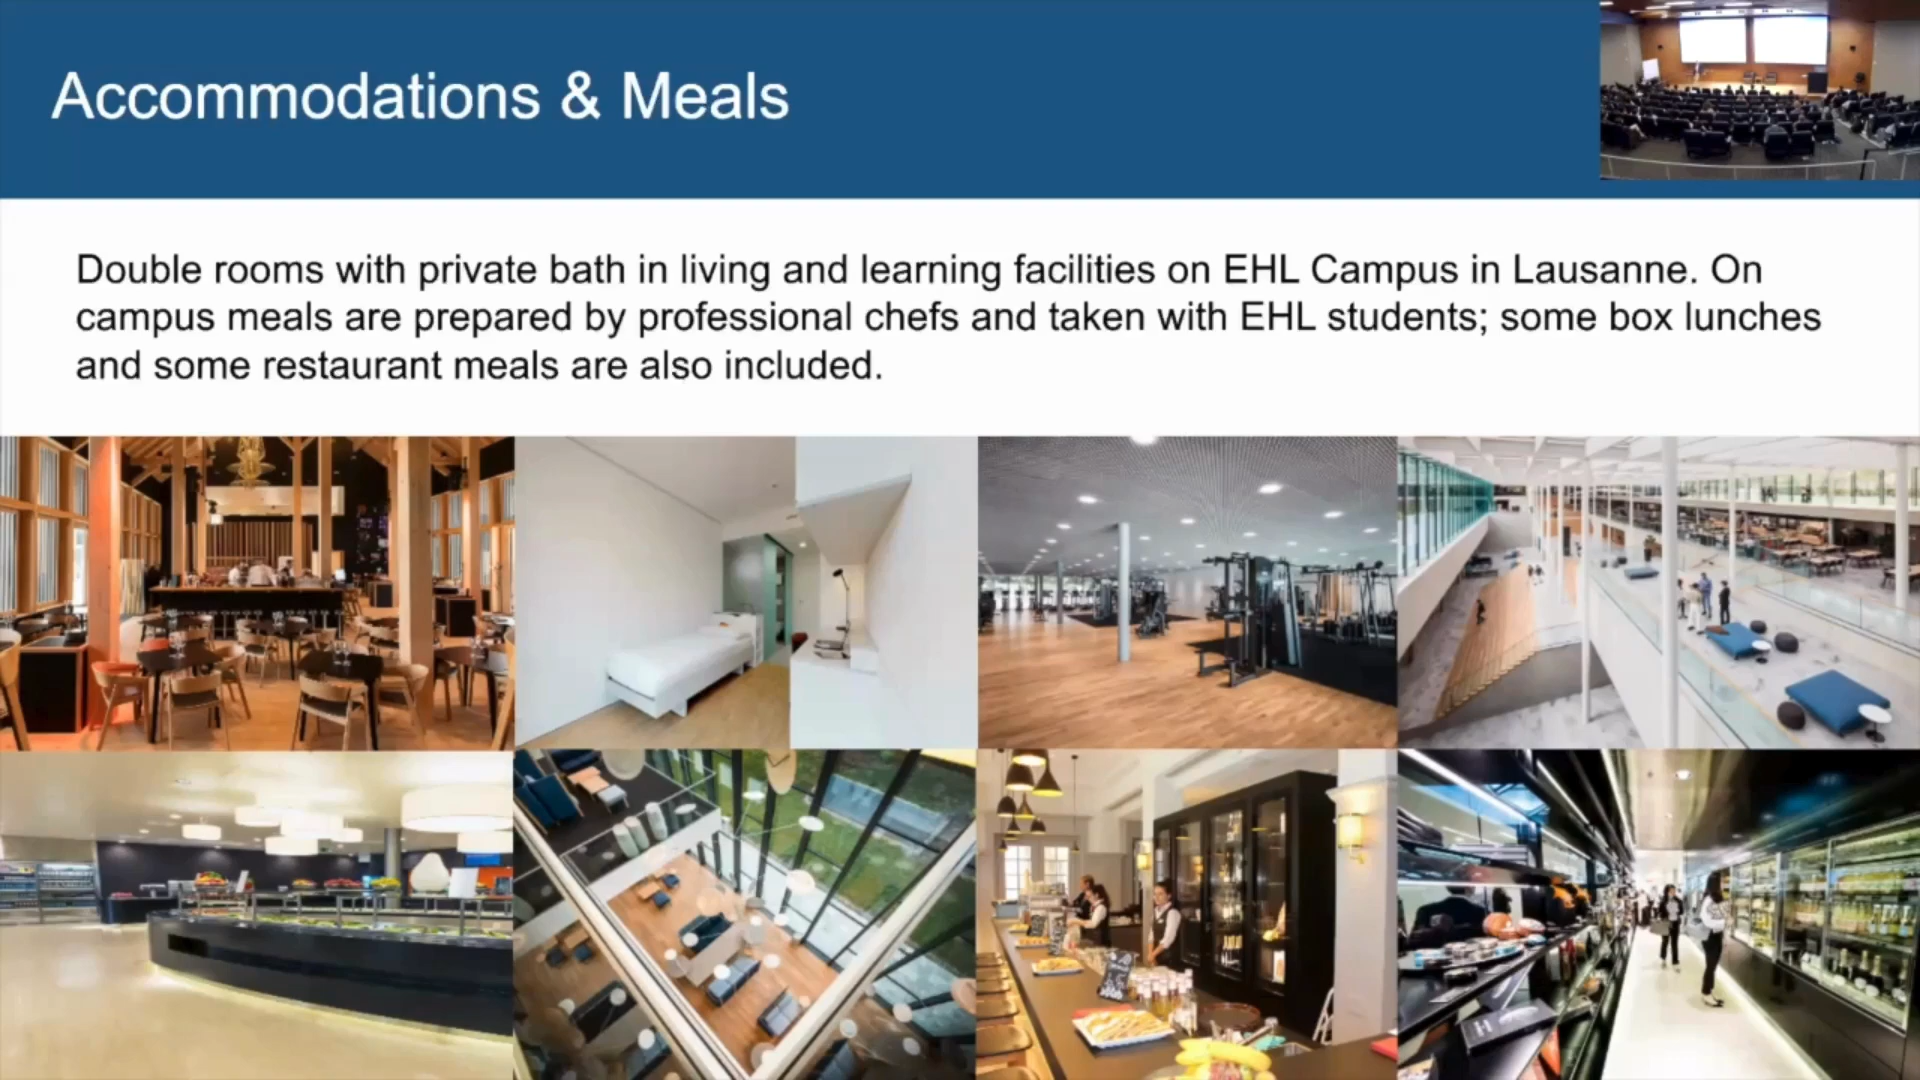 Accommodations & Meals
Double rooms with private bath in living and learning facilities on EHL Campus in Lausanne. On
campus meals are prepared by professional chefs and taken with EHL students; some box lunches
and some restaurant meals are also included.